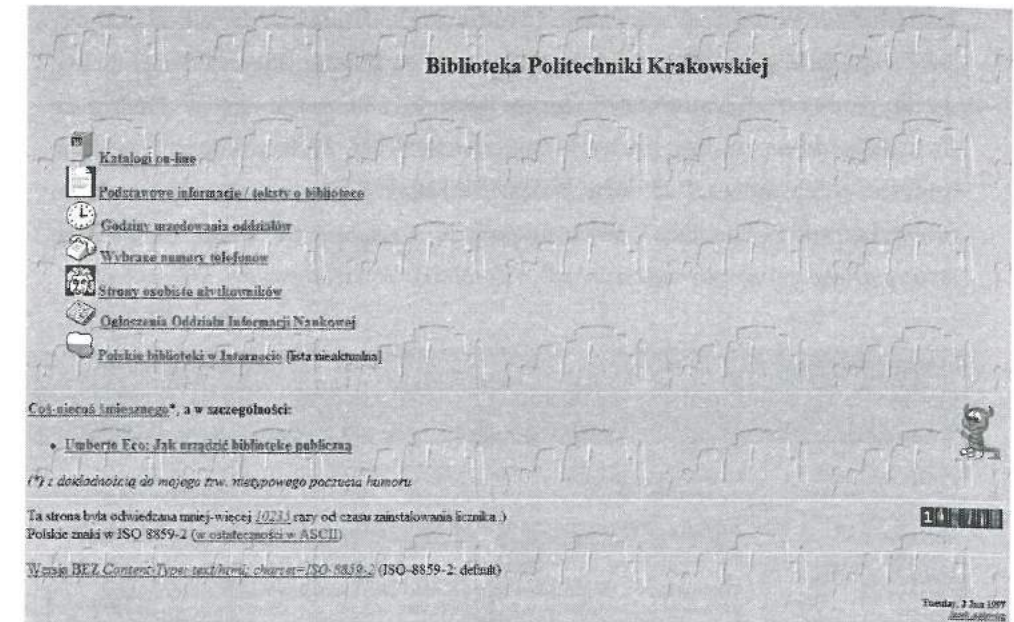 Biblioteka Politechniki Krakowskiej
Katalogi on-line
Podstawowe informacje / teksty o bibliotece
Godziny urzędowania oddziałów
Wybrane numery telefonów
Strony osobiste użytkowników
Ogłoszenia Oddziału Informacji Naukowej
Polskie biblioteki w Internecie [lista nieaktualna]
Coś-niecoś śmiesznego*, a w szczególności:
• Umberto Eco: Jak urządzić bibliotekę publiczną
(*) z dokładnością do mojego tzw. nietypowego poczucia humoru
Ta strona była odwiedzana mniej-więcej 10235 razy od czasu zainstalowania licznika :)
Polskie znaki w ISO 8859-2 (w ostateczności w ASCII)
Wersja BEZ Content-Type: text/html; charset=ISO-8859-2 (ISO-8859-2: default)
Tuesday, 3 Jun 1997